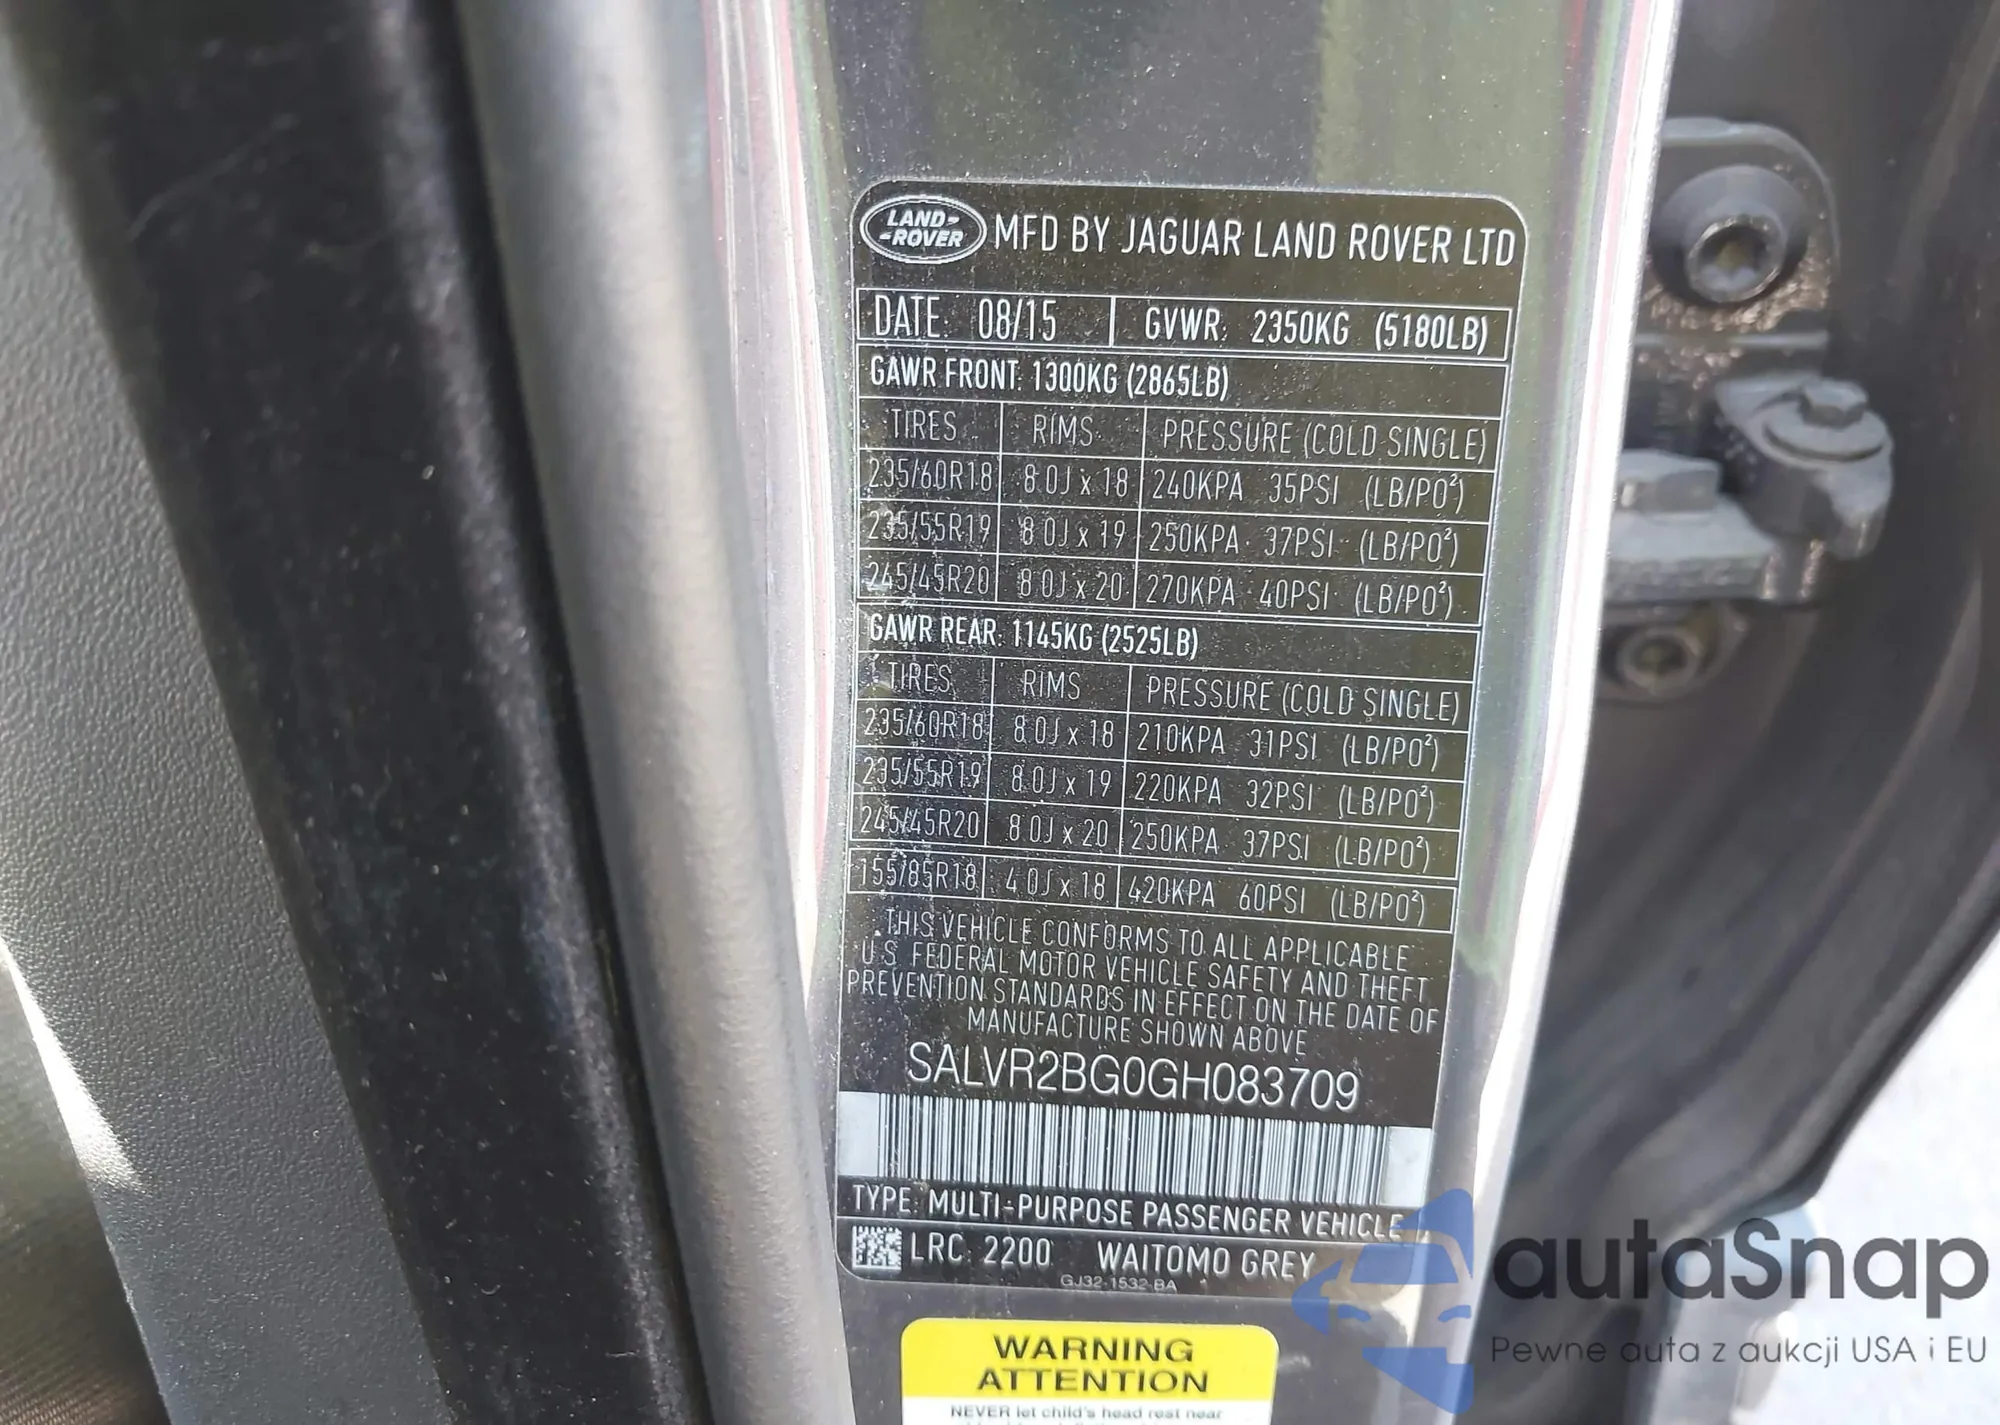 LAND-
-ROVER
MFD BY JAGUAR LAND ROVER LTD
DATE: 08/15 GVWR: 2350KG (5180LB)
GAWR FRONT: 1300KG (2865LB)
TIRES RIMS PRESSURE (COLD SINGLE)
235/60R18 8.0J x 18 240KPA 35PSI (LB/PO²)
235/55R19 8.0J x 19 250KPA 37PSI (LB/PO²)
245/45R20 8.0J x 20 270KPA 40PSI (LB/PO²)
GAWR REAR: 1145KG (2525LB)
TIRES RIMS PRESSURE (COLD SINGLE)
235/60R18 8.0J x 18 210KPA 31PSI (LB/PO²)
235/55R19 8.0J x 19 220KPA 32PSI (LB/PO²)
245/45R20 8.0J x 20 250KPA 37PSI (LB/PO²)
155/85R18 4.0J x 18 420KPA 60PSI (LB/PO²)
THIS VEHICLE CONFORMS TO ALL APPLICABLE
U.S. FEDERAL MOTOR VEHICLE SAFETY AND THEFT
PREVENTION STANDARDS IN EFFECT ON THE DATE OF
MANUFACTURE SHOWN ABOVE
SALVR2BG0GH083709
TYPE: MULTI-PURPOSE PASSENGER VEHICLE
LRC: 2200 WAITOMO GREY
GJ32-1532-BA
WARNING
ATTENTION
NEVER let child's head rest near
autaSnap
Pewne auta z aukcji USA i EU